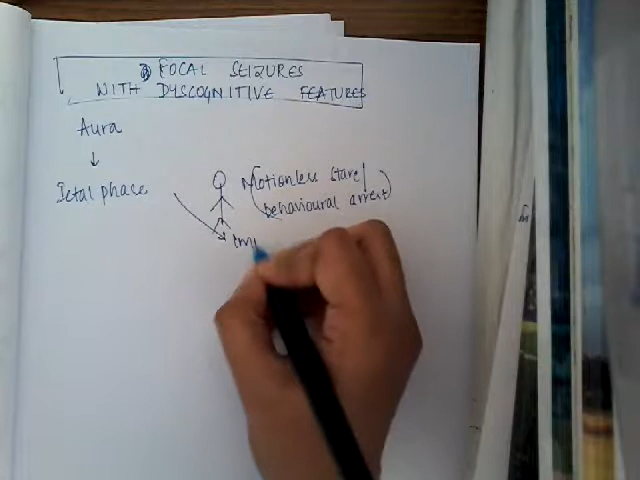 FOCAL SEIZURES
WITH DYSCOGNITIVE FEATURES
Aura
↓
Ictal phase
Motionless stare/
behavioural arrest